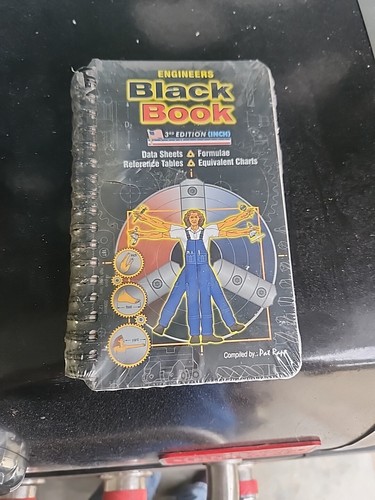 ENGINEERS
Black
Book
3RD EDITION (INCH)
Data Sheets Formulae
Reference Tables Equivalent Charts
Compiled by.: Pat Rapp